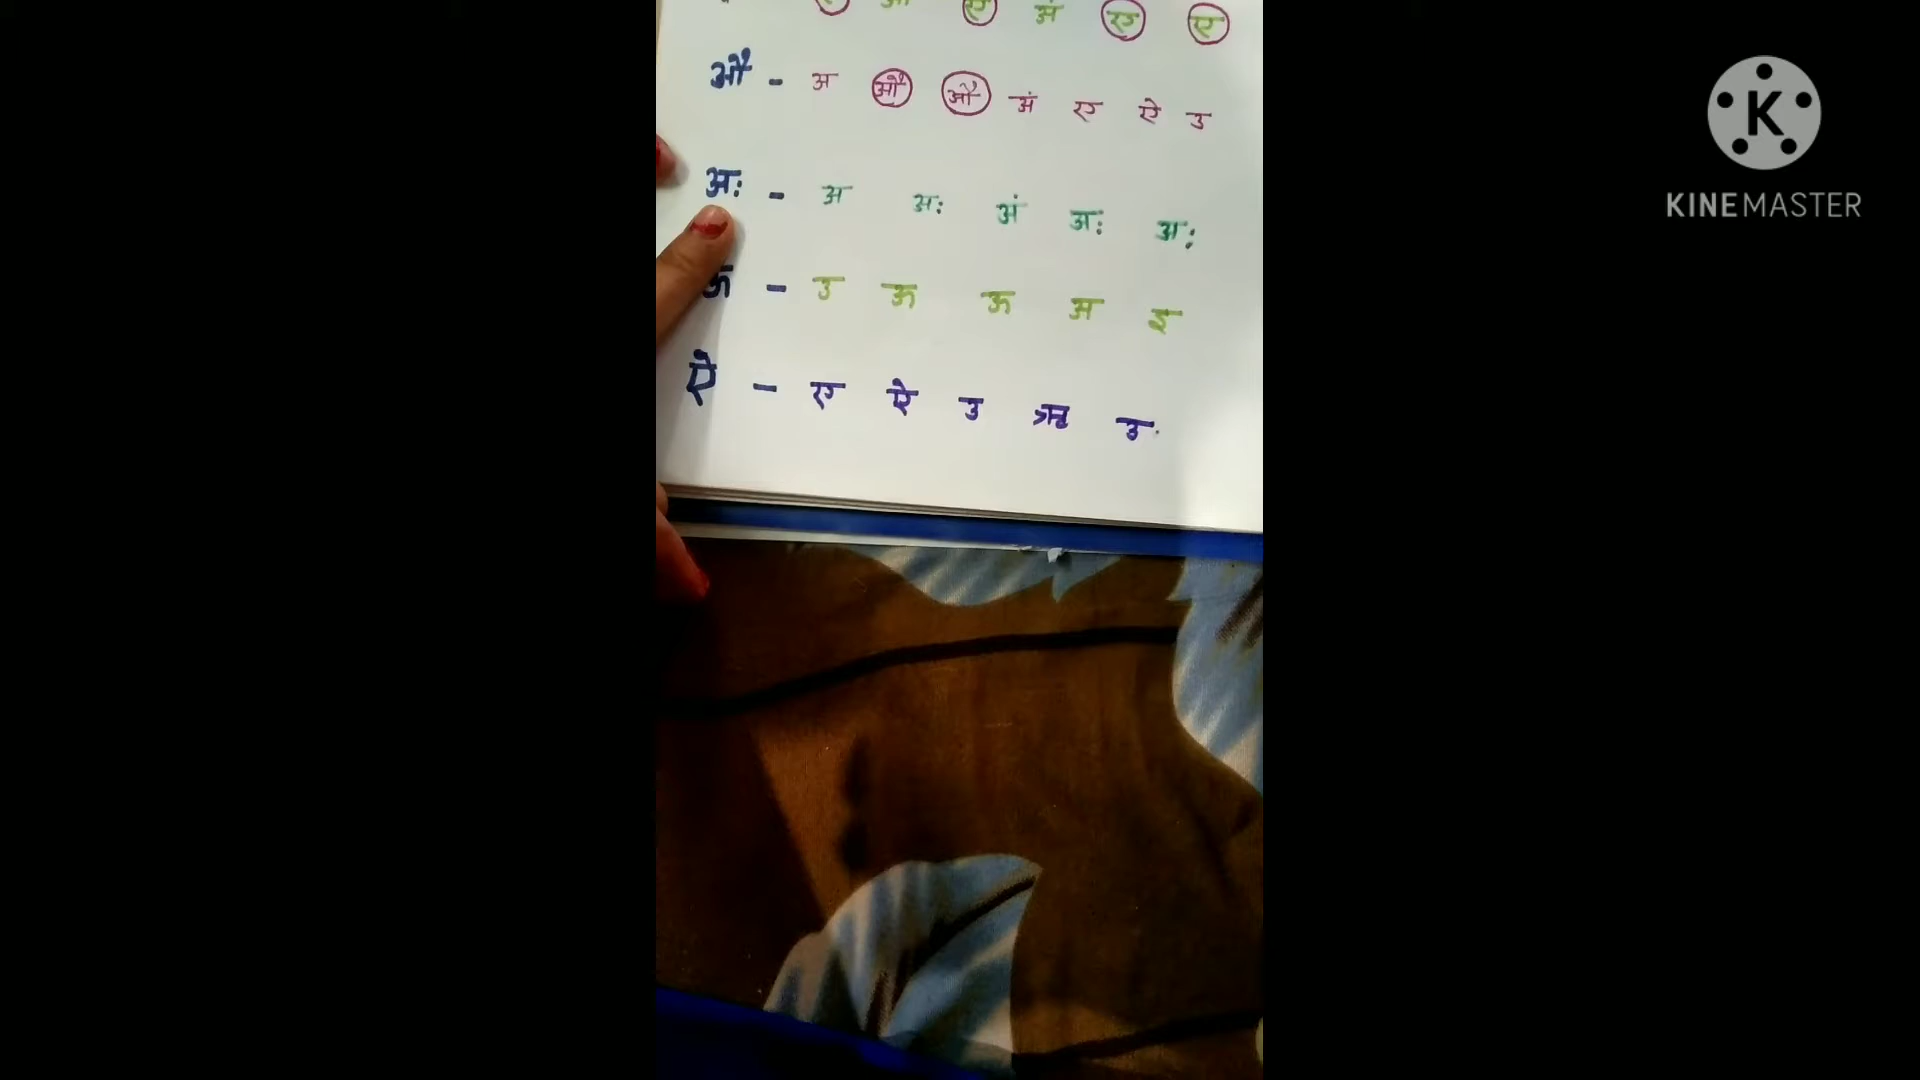 ए अं ए ए
औ - अ औ औ अं ए ऐ उ
अः - अ अः अं अः अः
ऊ - उ ऊ ऊ अ इ
ऐ - ए ऐ उ ऋ उ
K
KINEMASTER